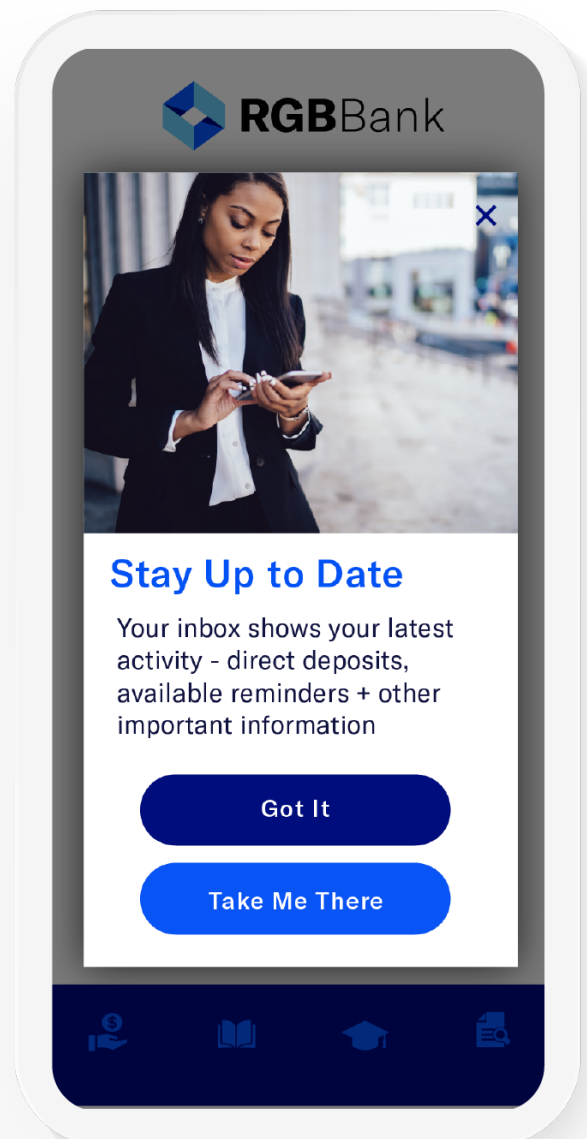 RGBBank
Stay Up to Date
Your inbox shows your latest
activity - direct deposits,
available reminders + other
important information
Got It
Take Me There